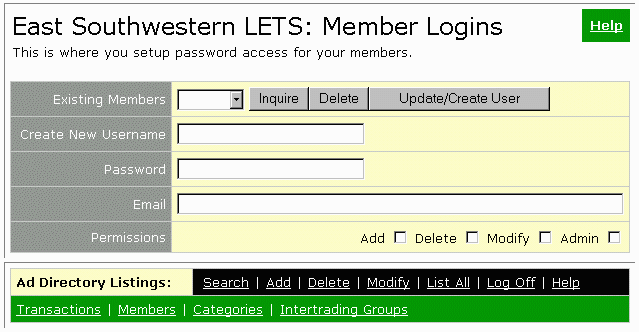 East Southwestern LETS: Member Logins
Help
This is where you setup password access for your members.
Existing Members Inquire Delete Update/Create User
Create New Username
Password
Email
Permissions Add Delete Modify Admin
Ad Directory Listings: Search | Add | Delete | Modify | List All | Log Off | Help
Transactions | Members | Categories | Intertrading Groups